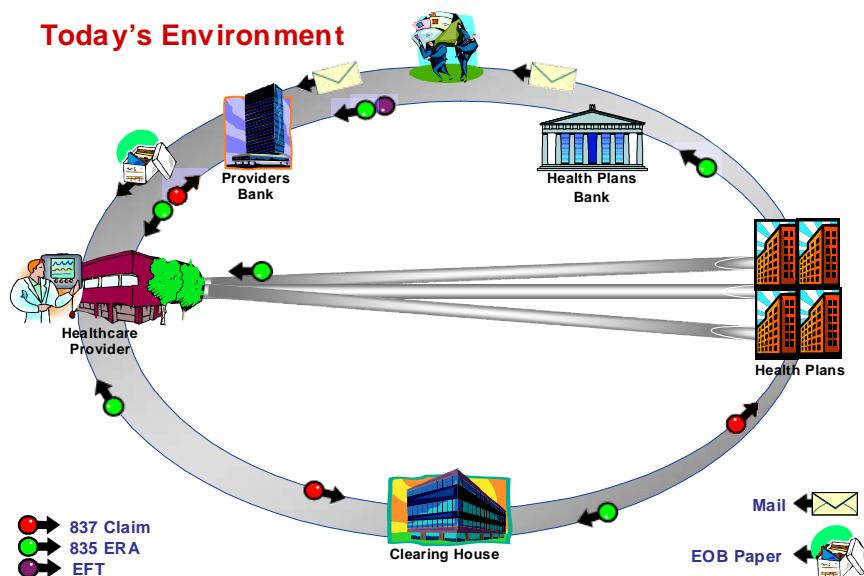 Today's Environment
Providers
Bank
Health Plans
Bank
Healthcare
Provider
Health Plans
Clearing House
837 Claim
835 ERA
EFT
Mail
EOB Paper